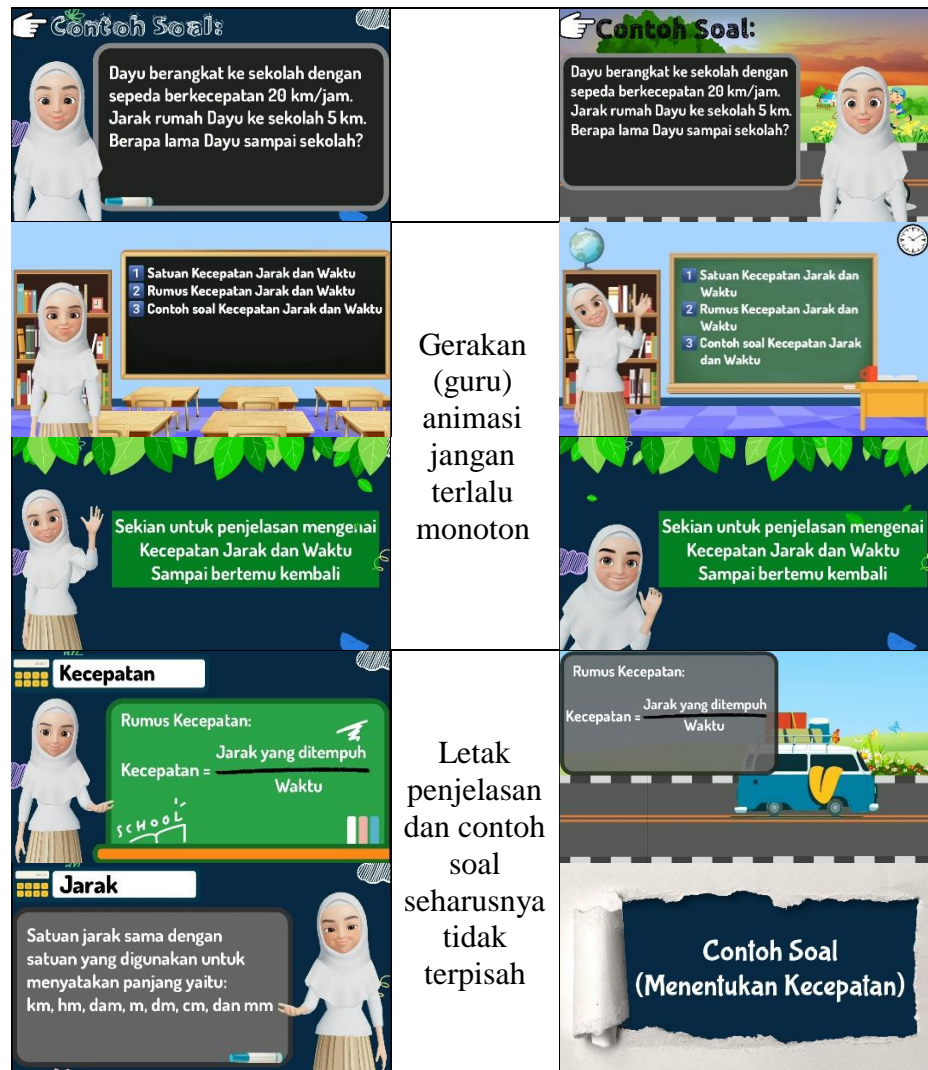 Contoh Soal:
Dayu berangkat ke sekolah dengan
sepeda berkecepatan 20 km/jam.
Jarak rumah Dayu ke sekolah 5 km.
Berapa lama Dayu sampai sekolah?
Contoh Soal:
Dayu berangkat ke sekolah dengan
sepeda berkecepatan 20 km/jam.
Jarak rumah Dayu ke sekolah 5 km.
Berapa lama Dayu sampai sekolah?
1 Satuan Kecepatan Jarak dan Waktu
2 Rumus Kecepatan Jarak dan Waktu
3 Contoh soal Kecepatan Jarak dan Waktu
Gerakan
(guru)
animasi
jangan
terlalu
monoton
1 Satuan Kecepatan Jarak dan
Waktu
2 Rumus Kecepatan Jarak dan
Waktu
3 Contoh soal Kecepatan Jarak
dan Waktu
Sekian untuk penjelasan mengenai
Kecepatan Jarak dan Waktu
Sampai bertemu kembali
Sekian untuk penjelasan mengenai
Kecepatan Jarak dan Waktu
Sampai bertemu kembali
Kecepatan
Rumus Kecepatan:
Jarak yang ditempuh
Kecepatan =
Waktu
SCHOOL
Letak
penjelasan
dan contoh
soal
seharusnya
tidak
terpisah
Rumus Kecepatan:
Jarak yang ditempuh
Kecepatan =
Waktu
Jarak
Satuan jarak sama dengan
satuan yang digunakan untuk
menyatakan panjang yaitu:
km, hm, dam, m, dm, cm, dan mm
Contoh Soal
(Menentukan Kecepatan)